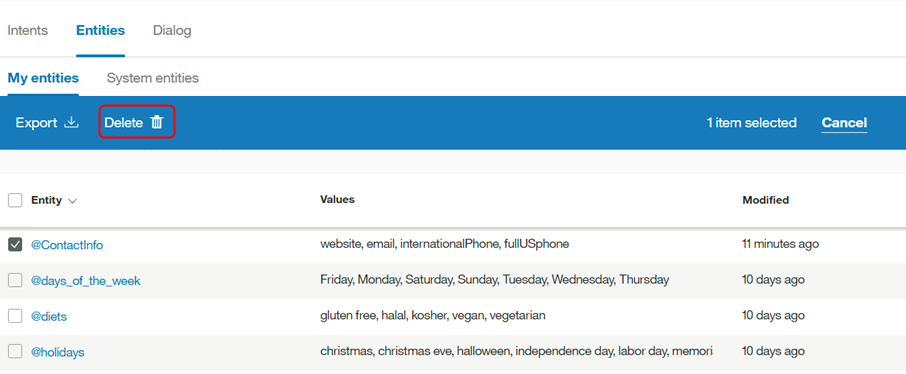 Intents Entities Dialog
My entities System entities
Export Delete 1 item selected Cancel
Entity Values Modified
@ContactInfo website, email, internationalPhone, fullUSphone 11 minutes ago
@days_of_the_week Friday, Monday, Saturday, Sunday, Tuesday, Wednesday, Thursday 10 days ago
@diets gluten free, halal, kosher, vegan, vegetarian 10 days ago
@holidays christmas, christmas eve, halloween, independence day, labor day, memori 10 days ago